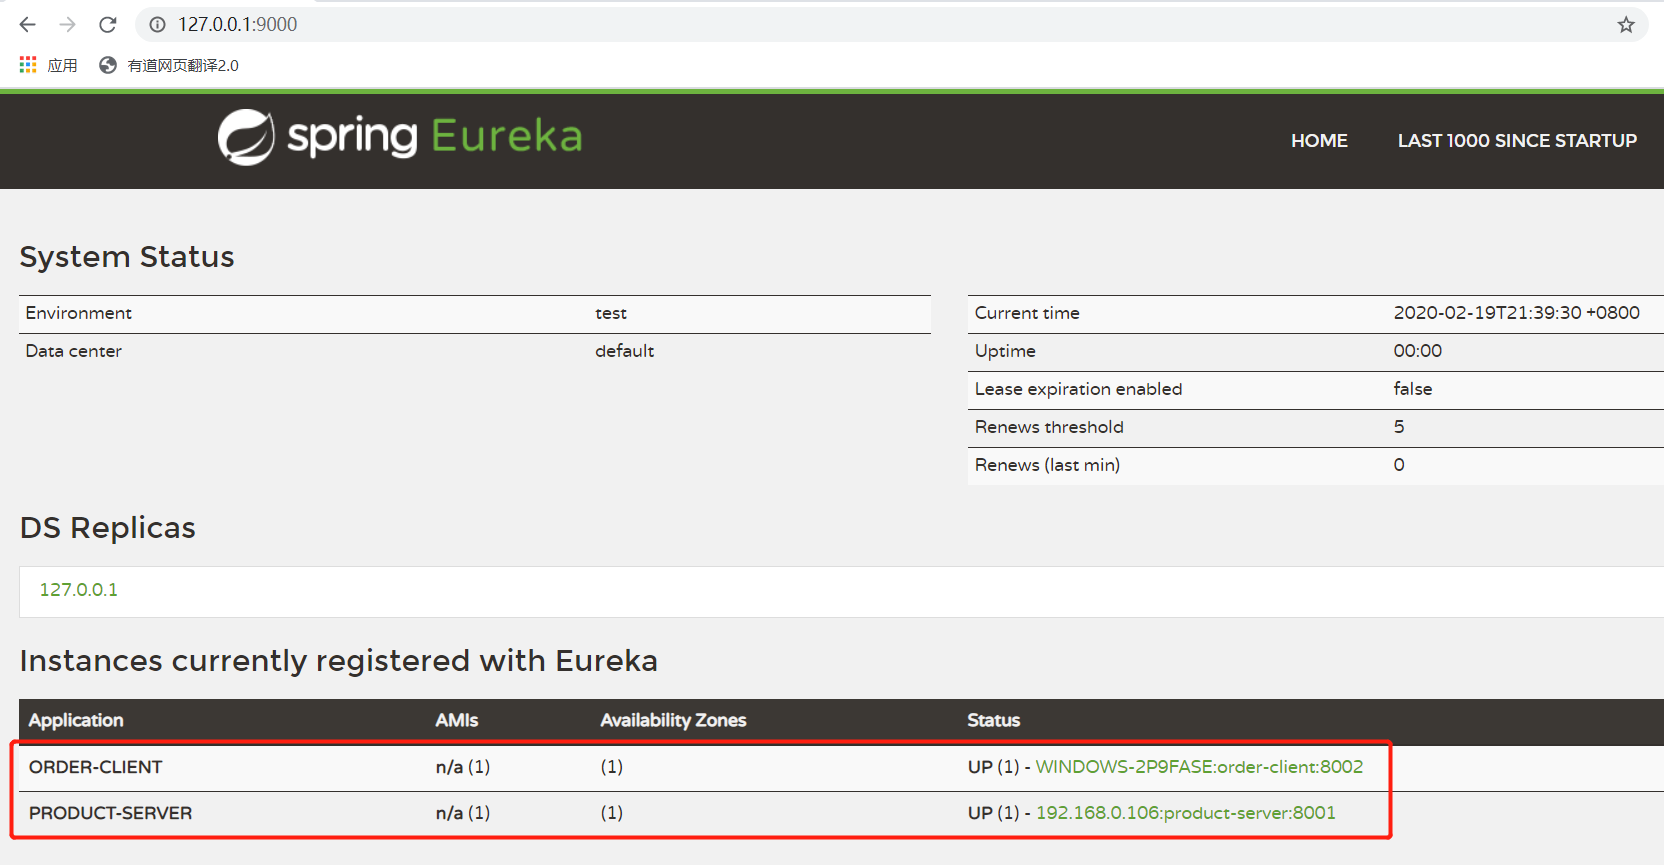 127.0.0.1:9000
应用 有道网页翻译2.0
spring Eureka
HOME LAST 1000 SINCE STARTUP
System Status
Environment test
Data center default
Current time 2020-02-19T21:39:30 +0800
Uptime 00:00
Lease expiration enabled false
Renews threshold 5
Renews (last min) 0
DS Replicas
127.0.0.1
Instances currently registered with Eureka
Application AMIs Availability Zones Status
ORDER-CLIENT n/a (1) (1) UP (1) - WINDOWS-2P9FASE:order-client:8002
PRODUCT-SERVER n/a (1) (1) UP (1) - 192.168.0.106:product-server:8001